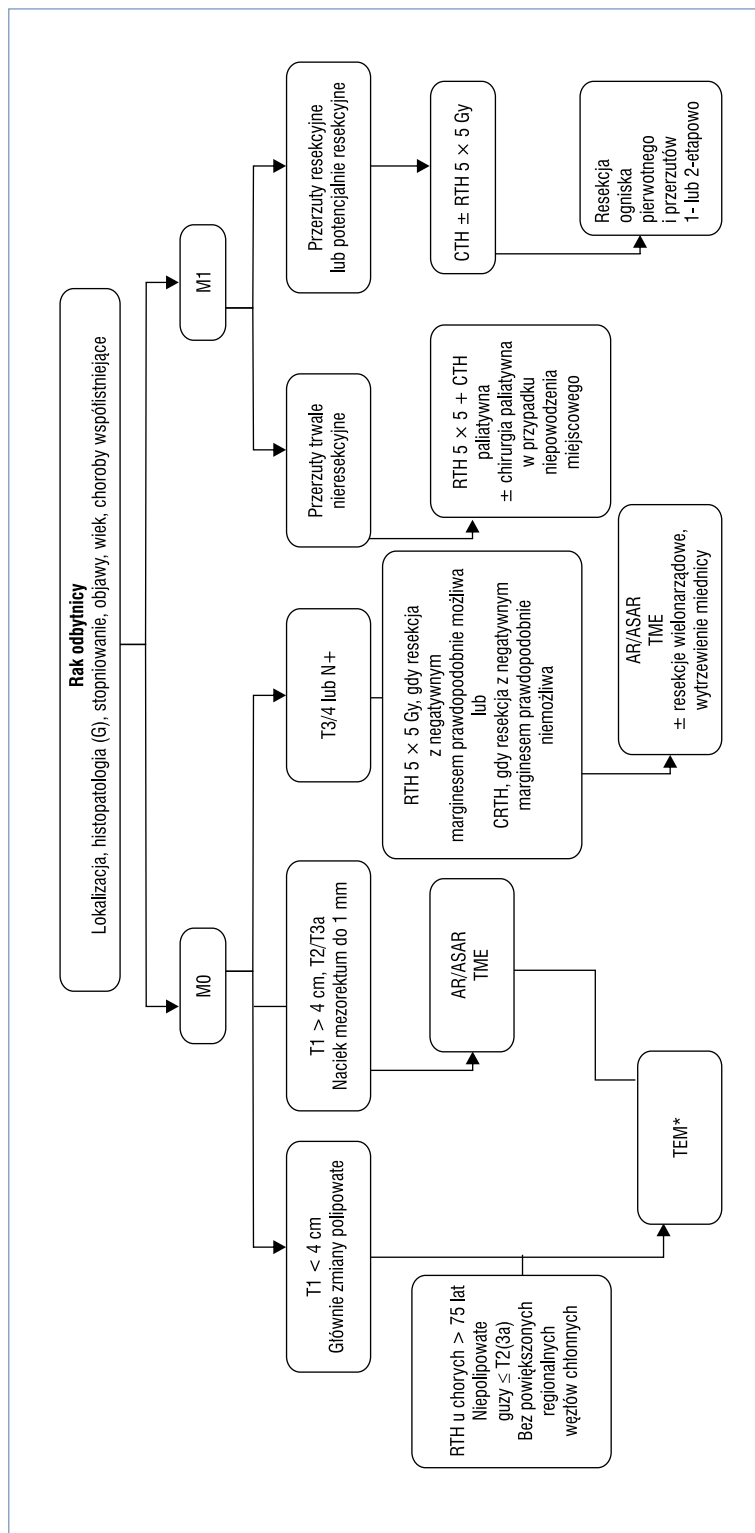 Rak odbytnicy
Lokalizacja, histopatologia (G), stopniowanie, objawy, wiek, choroby współistniejące
M0
M1
T1 < 4 cm
Głównie zmiany polipowate
T1 > 4 cm, T2/T3a
Naciek mezorektum do 1 mm
T3/4 lub N+
Przerzuty trwale
nieresekcyjne
Przerzuty resekcyjne
lub potencjalnie resekcyjne
RTH u chorych > 75 lat
Niepolipowate
guzy ≤ T2(3a)
Bez powiększonych
regionalnych
węzłów chłonnych
AR/ASAR
TME
RTH 5 × 5 Gy, gdy resekcja
z negatywnym
marginesem prawdopodobnie możliwa
lub
CRTH, gdy resekcja z negatywnym
marginesem prawdopodobnie
niemożliwa
RTH 5 × 5 + CTH
paliatywna
± chirurgia paliatywna
w przypadku
niepowodzenia
miejscowego
CTH ± RTH 5 × 5 Gy
TEM*
AR/ASAR
TME
± resekcje wielonarządowe,
wytrzewienie miednicy
Resekcja
ogniska
pierwotnego
i przerzutów
1- lub 2-etapowo